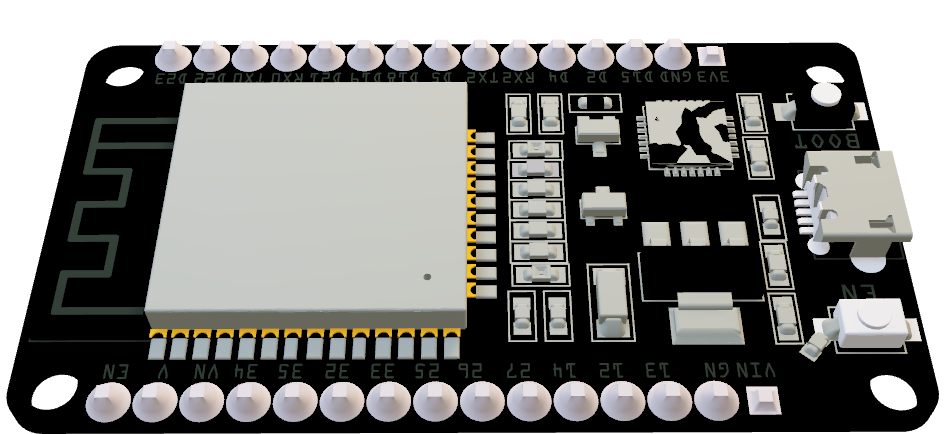 D23 D22 TX0 RX0 D21 D19 D18 D5 TX2 RX2 D4 D2 D15 GND 3V3
BOOT
EN
EN V VN 34 35 32 33 25 26 27 14 12 13 GN VIN